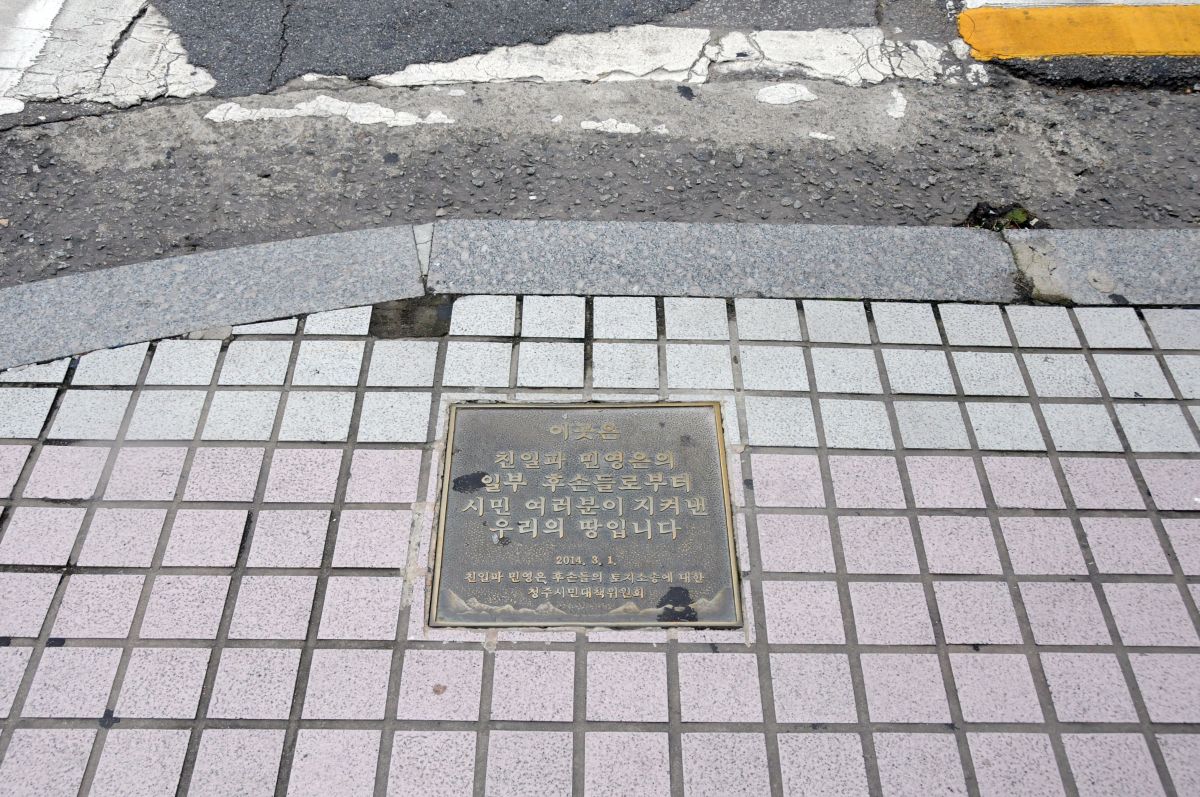 이곳은
친일파 민영은의
일부 후손들로부터
시민 여러분이 지켜낸
우리의 땅입니다
2014. 3. 1.
친일파 민영은 후손들의 토지소송에 대한
청주시민대책위원회